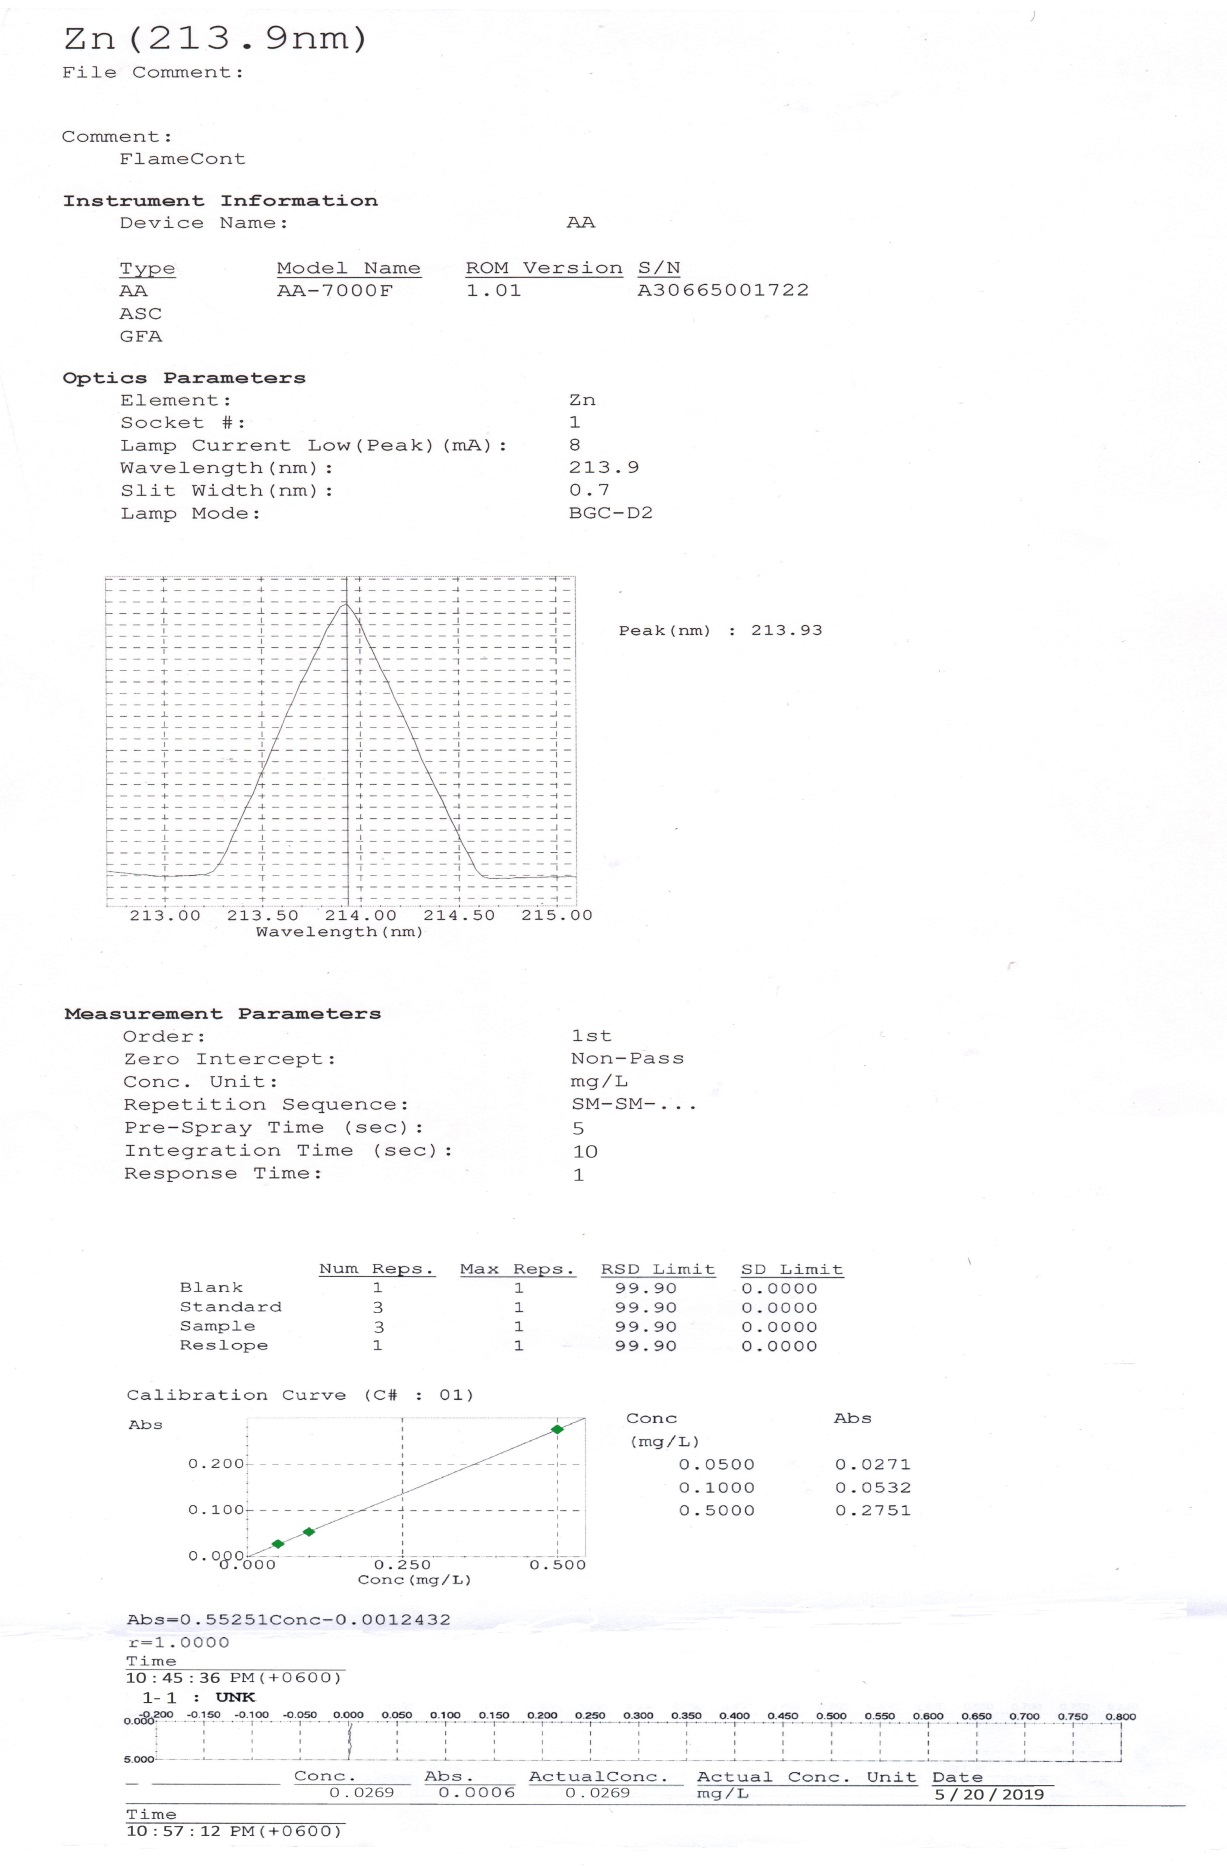 Zn(213.9nm)
File Comment:
Comment:
FlameCont
Instrument Information
Device Name: AA
Type Model Name ROM Version S/N
AA AA-7000F 1.01 A30665001722
ASC
GFA
Optics Parameters
Element: Zn
Socket #: 1
Lamp Current Low(Peak)(mA): 8
Wavelength(nm): 213.9
Slit Width(nm): 0.7
Lamp Mode: BGC-D2
Peak(nm) : 213.93
213.00 213.50 214.00 214.50 215.00
Wavelength(nm)
Measurement Parameters
Order: 1st
Zero Intercept: Non-Pass
Conc. Unit: mg/L
Repetition Sequence: SM-SM-...
Pre-Spray Time (sec): 5
Integration Time (sec): 10
Response Time: 1
Num Reps. Max Reps. RSD Limit SD Limit
Blank 1 1 99.90 0.0000
Standard 3 1 99.90 0.0000
Sample 3 1 99.90 0.0000
Reslope 1 1 99.90 0.0000
Calibration Curve (C# : 01)
Abs
0.200
0.100
0.000
0.000 0.250 0.500
Conc(mg/L)
Conc Abs
(mg/L)
0.0500 0.0271
0.1000 0.0532
0.5000 0.2751
Abs=0.55251Conc-0.0012432
r=1.0000
Time
10:45:36 PM(+0600)
1-1 : UNK
-0.200 -0.150 -0.100 -0.050 0.000 0.050 0.100 0.150 0.200 0.250 0.300 0.350 0.400 0.450 0.500 0.550 0.600 0.650 0.700 0.750 0.800
0.000
5.000
Conc. Abs. ActualConc. Actual Conc. Unit Date
0.0269 0.0006 0.0269 mg/L 5/20/2019
Time
10:57:12 PM(+0600)